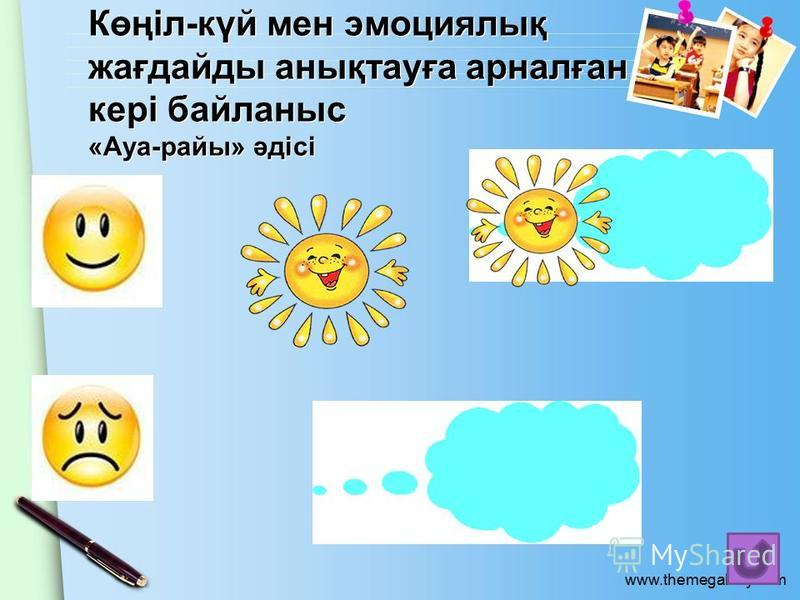 Көңіл-күй мен эмоциялық
жағдайды анықтауға арналған
кері байланыс
«Ауа-райы» әдісі
MyShared